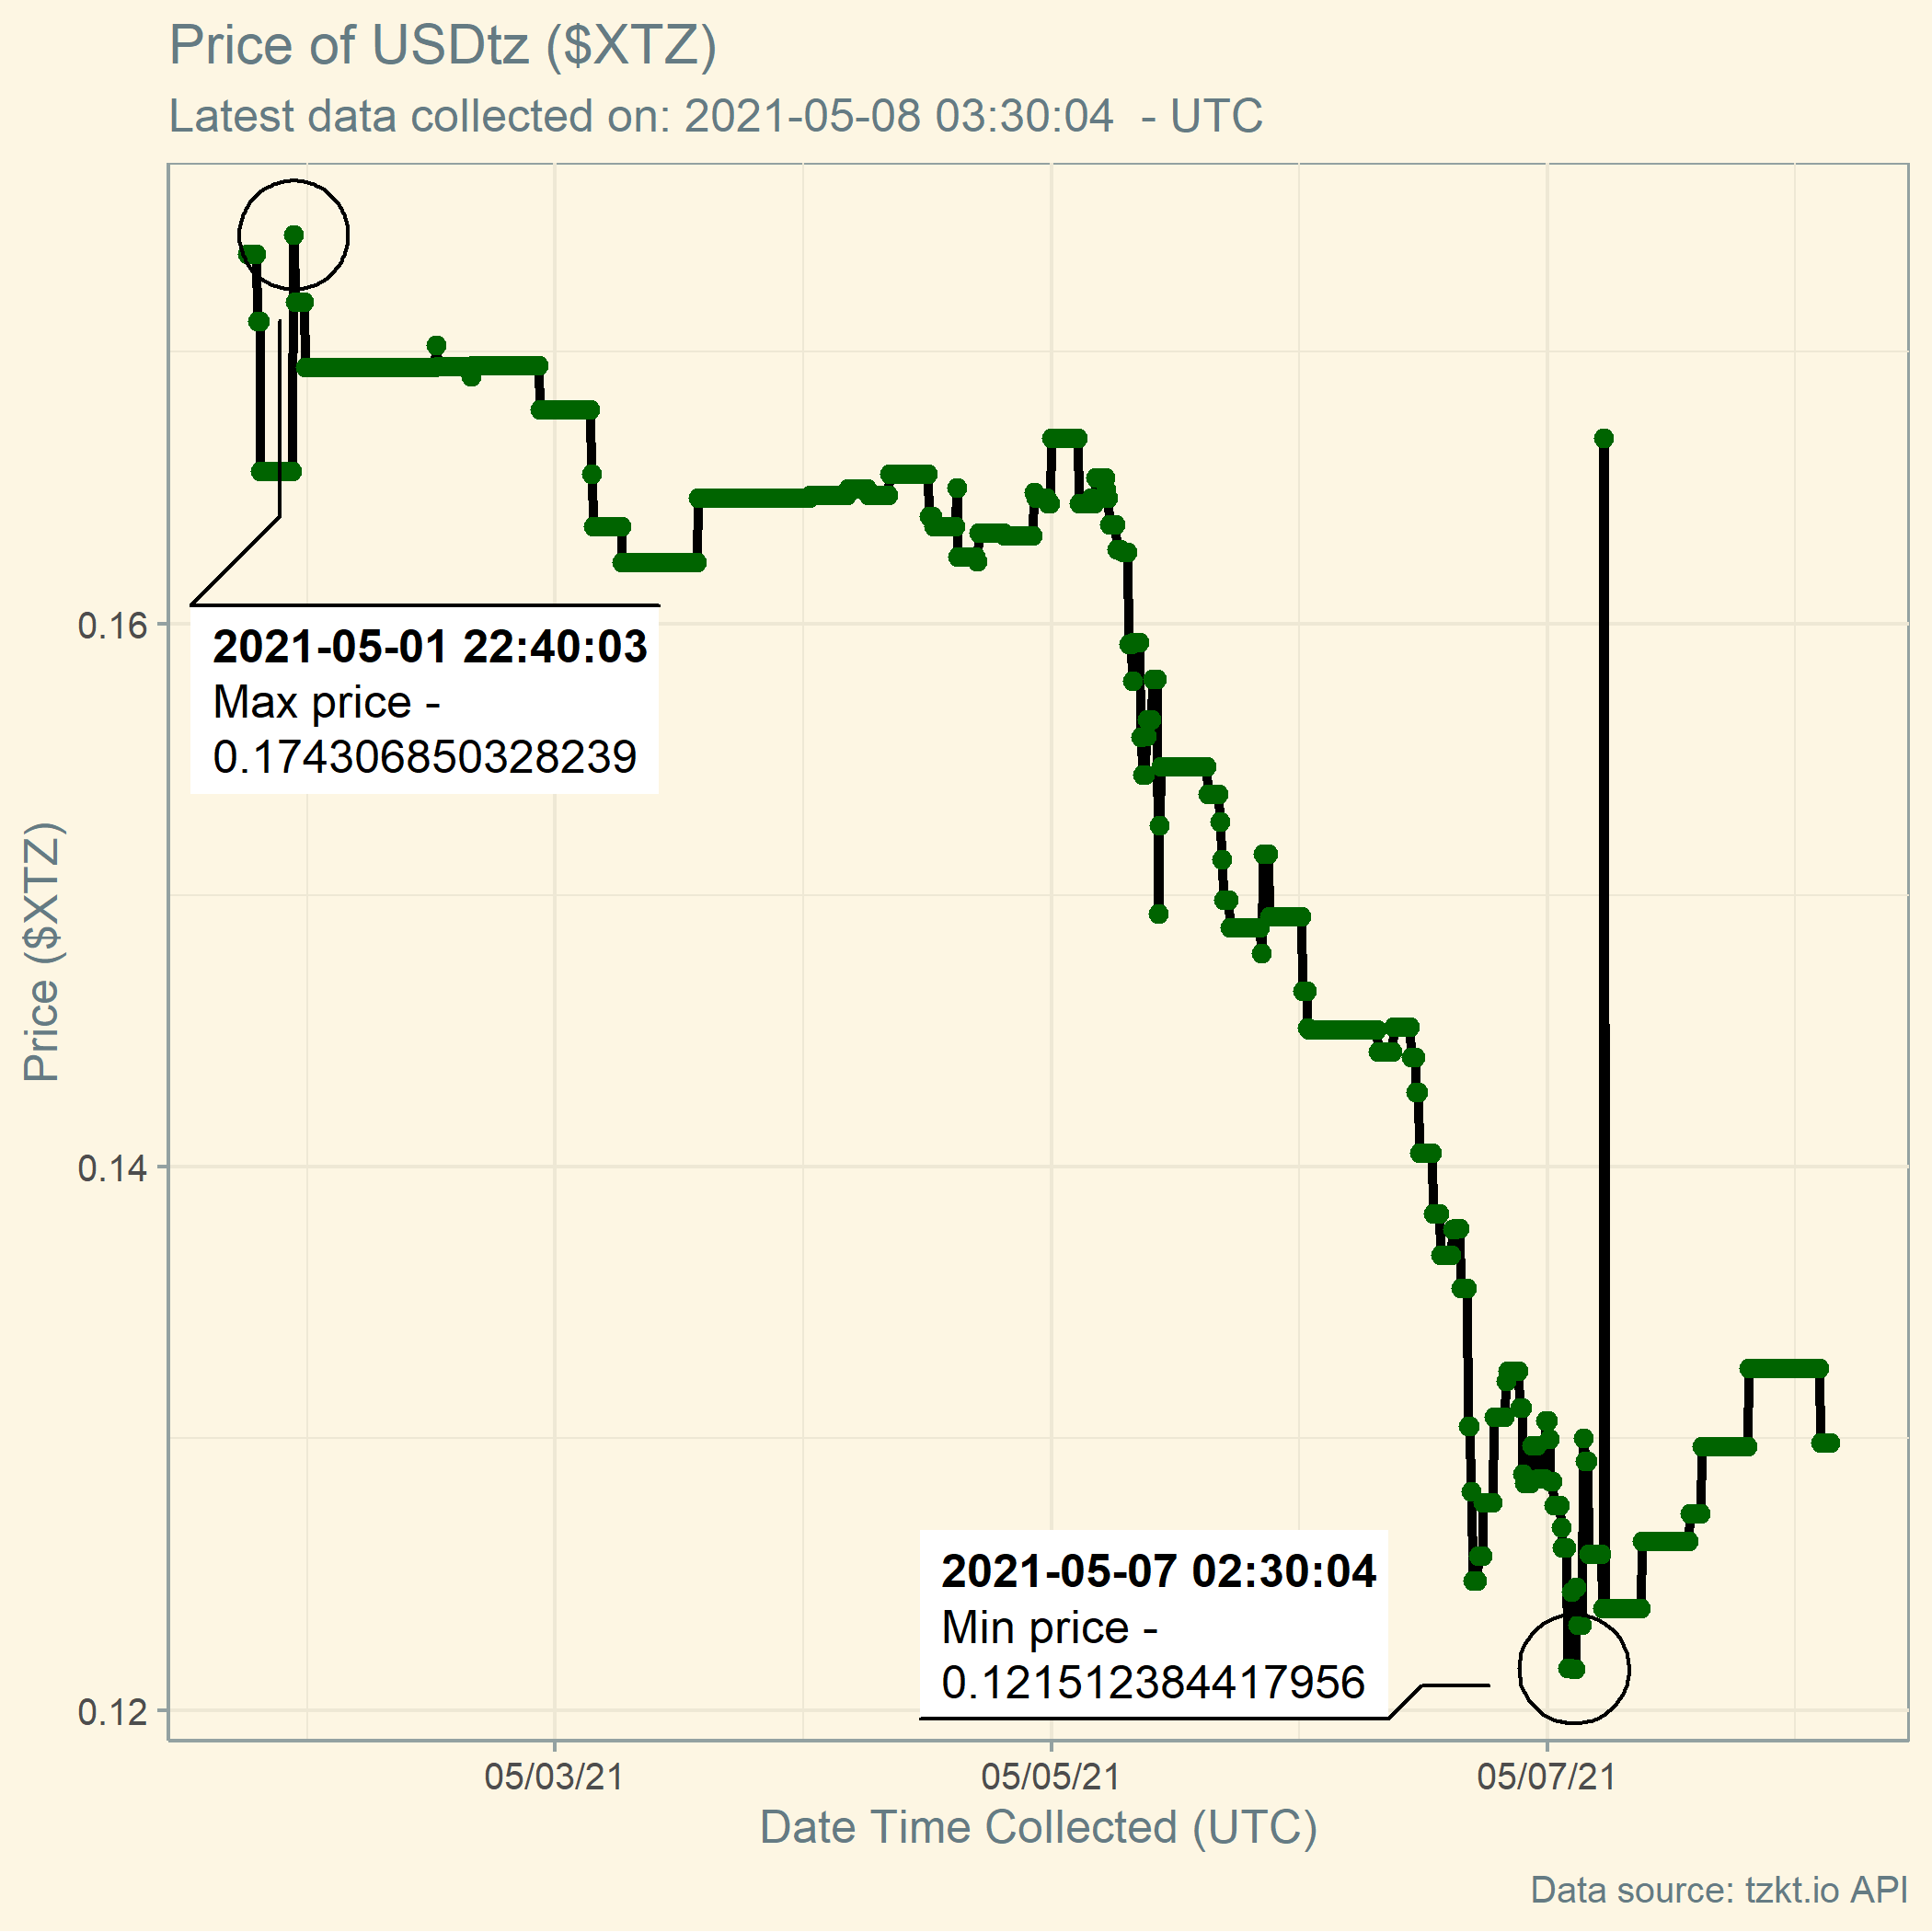 Price of USDtz ($XTZ)
Latest data collected on: 2021-05-08 03:30:04  - UTC
Price ($XTZ)
0.16
0.14
0.12
2021-05-01 22:40:03
Max price -
0.174306850328239
2021-05-07 02:30:04
Min price -
0.121512384417956
05/03/21
05/05/21
05/07/21
Date Time Collected (UTC)
Data source: tzkt.io API